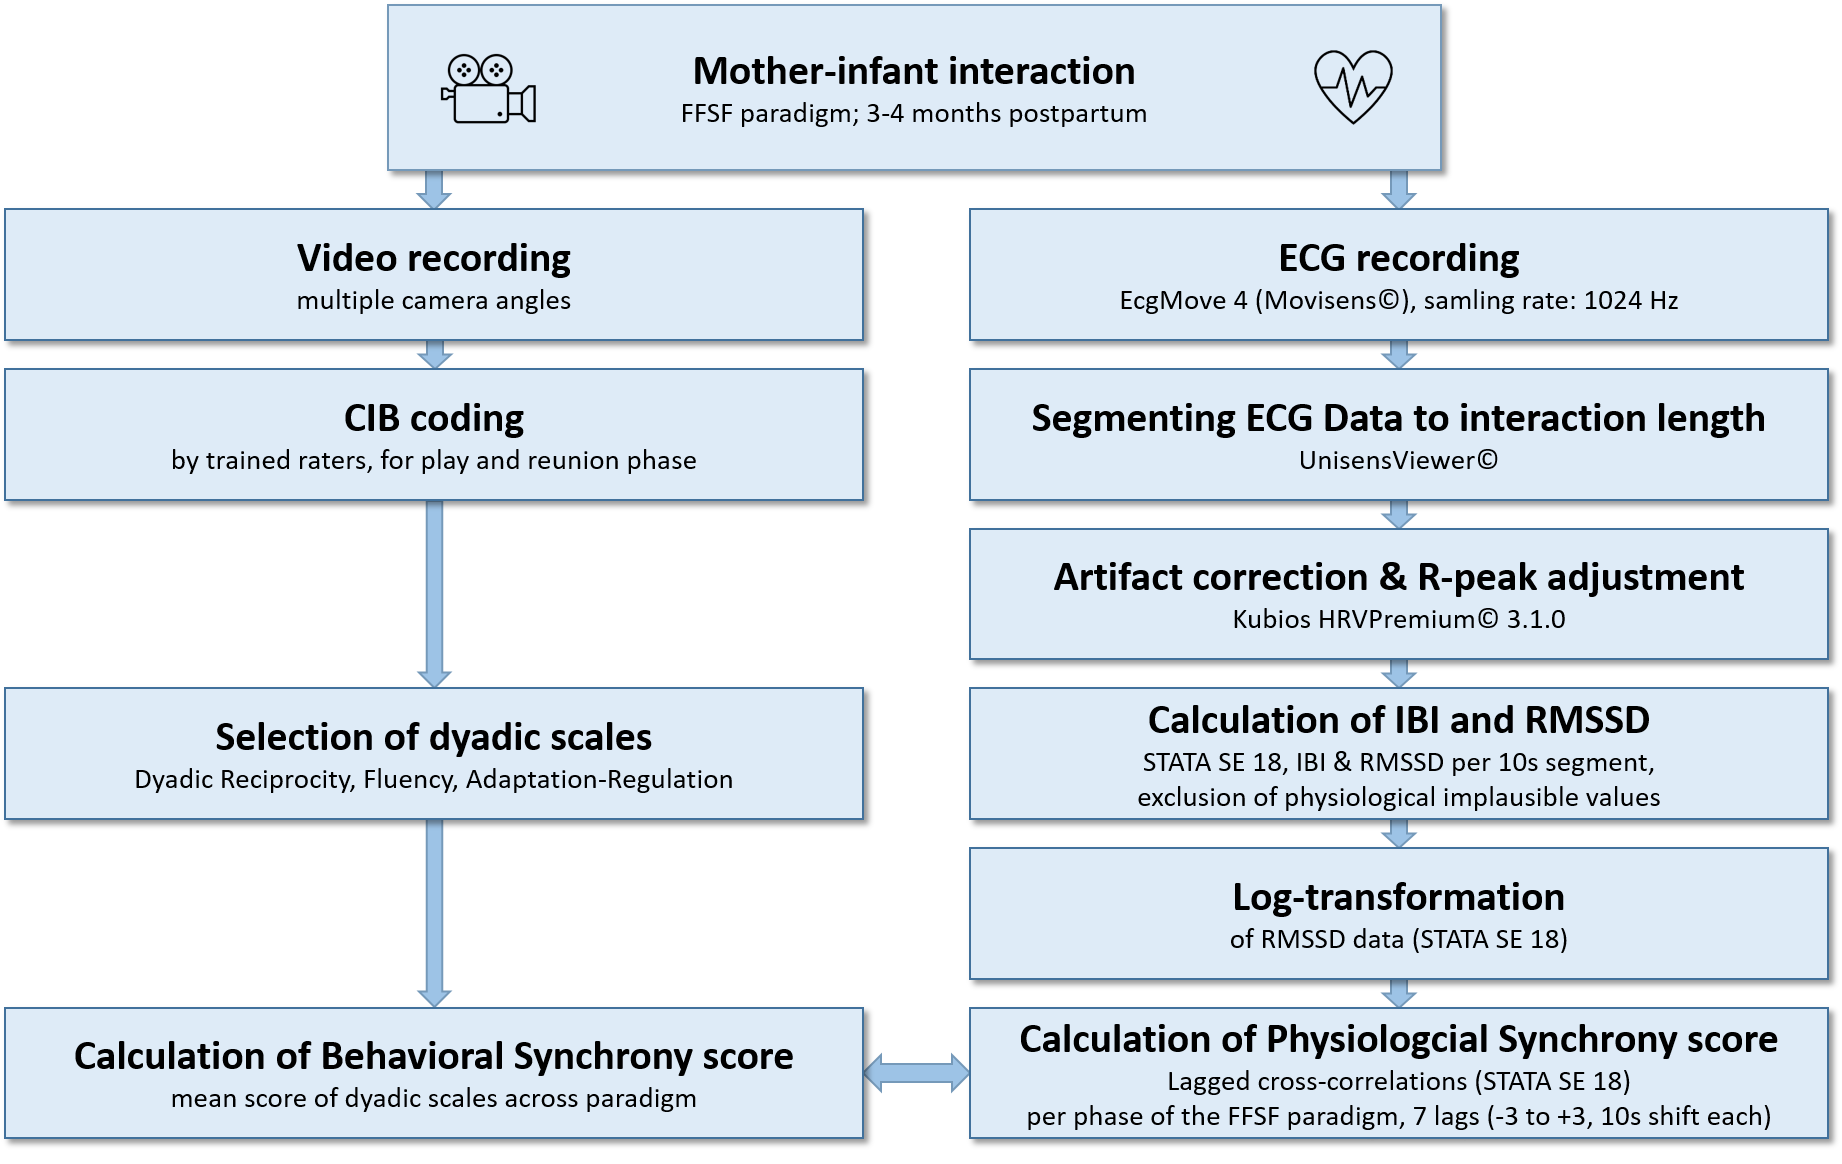 Mother-infant interaction
FFSF paradigm; 3-4 months postpartum
Video recording
multiple camera angles
CIB coding
by trained raters, for play and reunion phase
Selection of dyadic scales
Dyadic Reciprocity, Fluency, Adaptation-Regulation
Calculation of Behavioral Synchrony score
mean score of dyadic scales across paradigm
ECG recording
EcgMove 4 (Movisens©), samling rate: 1024 Hz
Segmenting ECG Data to interaction length
UnisensViewer©
Artifact correction & R-peak adjustment
Kubios HRVPremium© 3.1.0
Calculation of IBI and RMSSD
STATA SE 18, IBI & RMSSD per 10s segment,
exclusion of physiological implausible values
Log-transformation
of RMSSD data (STATA SE 18)
Calculation of Physiologcial Synchrony score
Lagged cross-correlations (STATA SE 18)
per phase of the FFSF paradigm, 7 lags (-3 to +3, 10s shift each)